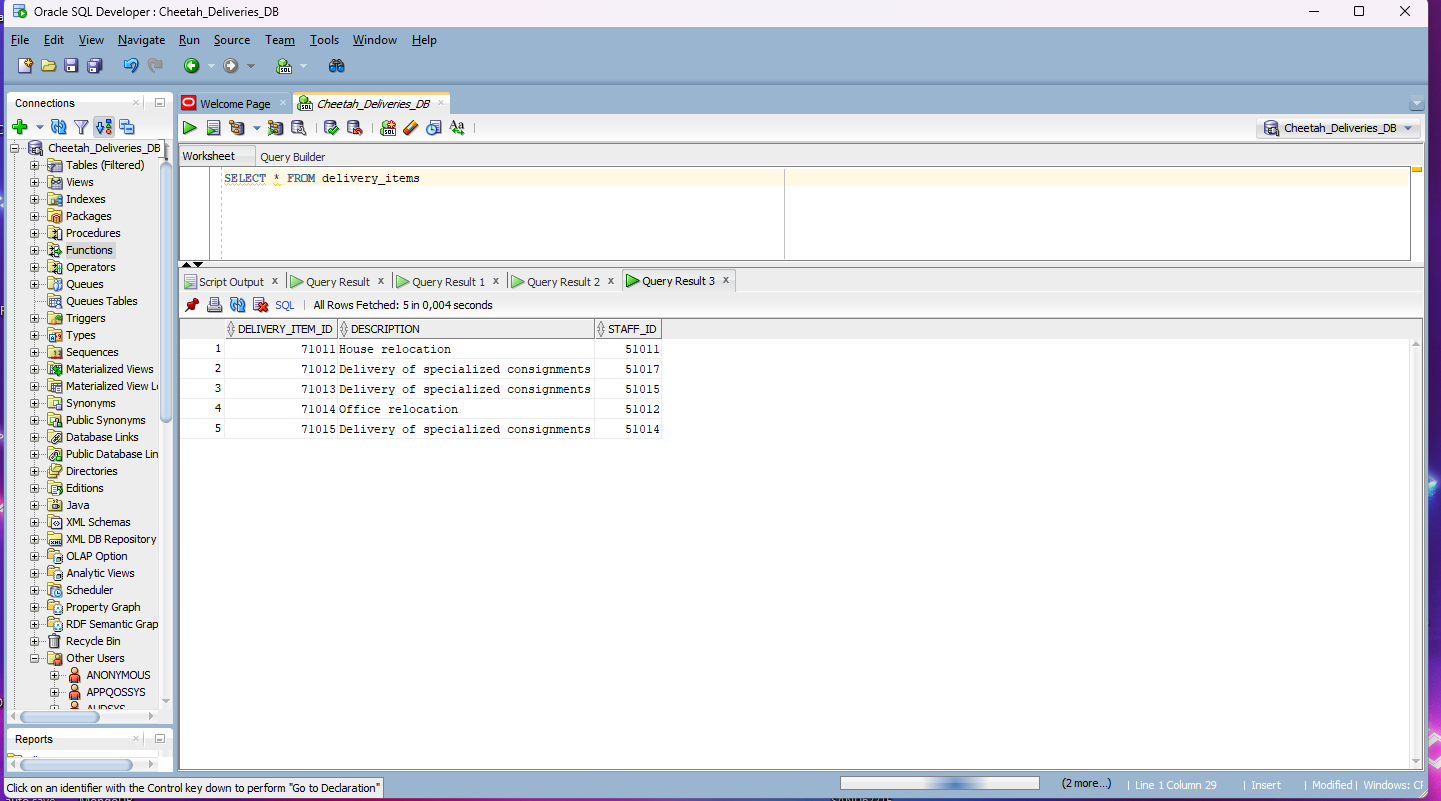 Oracle SQL Developer : Cheetah_Deliveries_DB
File Edit View Navigate Run Source Team Tools Window Help
Connections
Welcome Page
Cheetah_Deliveries_DB
Cheetah_Deliveries_DB
Worksheet Query Builder
SELECT * FROM delivery_items
Cheetah_Deliveries_DB
Tables (Filtered)
Views
Indexes
Packages
Procedures
Functions
Operators
Queues
Queues Tables
Triggers
Types
Sequences
Materialized Views
Materialized View Lo
Synonyms
Public Synonyms
Database Links
Public Database Lin
Directories
Editions
Java
XML Schemas
XML DB Repository
OLAP Option
Analytic Views
Scheduler
Property Graph
RDF Semantic Grap
Recycle Bin
Other Users
ANONYMOUS
APPQOSSYS
AUDSYS
Reports
Script Output Query Result Query Result 1 Query Result 2 Query Result 3
SQL All Rows Fetched: 5 in 0,004 seconds
DELIVERY_ITEM_ID DESCRIPTION STAFF_ID
1 71011 House relocation 51011
2 71012 Delivery of specialized consignments 51017
3 71013 Delivery of specialized consignments 51015
4 71014 Office relocation 51012
5 71015 Delivery of specialized consignments 51014
Click on an identifier with the Control key down to perform "Go to Declaration"
(2 more...) Line 1 Column 29 Insert Modified Windows: CF